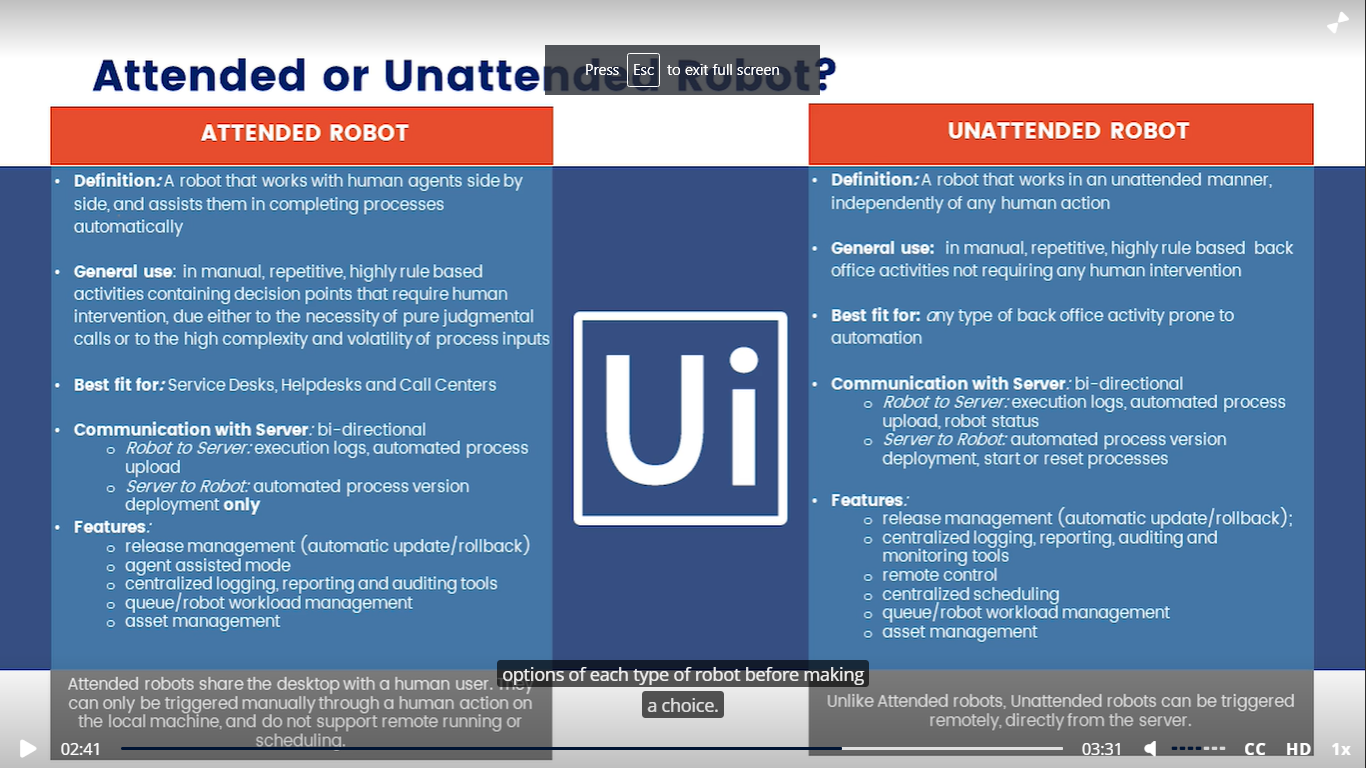 Attended or Unattended Robot?
Press Esc to exit full screen
ATTENDED ROBOT
• Definition: A robot that works with human agents side by
side, and assists them in completing processes
automatically
• General use: in manual, repetitive, highly rule based
activities containing decision points that require human
intervention, due either to the necessity of pure judgmental
calls or to the high complexity and volatility of process inputs
• Best fit for: Service Desks, Helpdesks and Call Centers
• Communication with Server: bi-directional
o Robot to Server: execution logs, automated process
upload
o Server to Robot: automated process version
deployment only
• Features:
o release management (automatic update/rollback)
o agent assisted mode
o centralized logging, reporting and auditing tools
o queue/robot workload management
o asset management
Attended robots share the desktop with a human user. They
can only be triggered manually through a human action on
the local machine, and do not support remote running or
scheduling.
Ui
UNATTENDED ROBOT
• Definition: A robot that works in an unattended manner,
independently of any human action
• General use: in manual, repetitive, highly rule based back
office activities not requiring any human intervention
• Best fit for: any type of back office activity prone to
automation
• Communication with Server: bi-directional
o Robot to Server: execution logs, automated process
upload, robot status
o Server to Robot: automated process version
deployment, start or reset processes
• Features:
o release management (automatic update/rollback);
o centralized logging, reporting, auditing and
monitoring tools
o remote control
o centralized scheduling
o queue/robot workload management
o asset management
Unlike Attended robots, Unattended robots can be triggered
remotely, directly from the server.
options of each type of robot before making
a choice.
02:41
03:31
CC
HD
1x